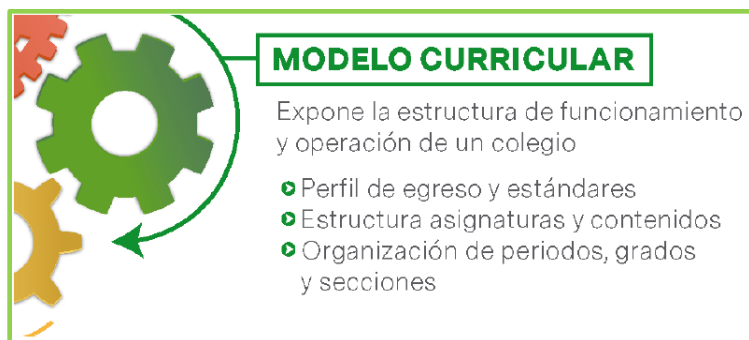 MODELO CURRICULAR
Expone la estructura de funcionamiento
y operación de un colegio
Perfil de egreso y estándares
Estructura asignaturas y contenidos
Organización de periodos, grados
y secciones